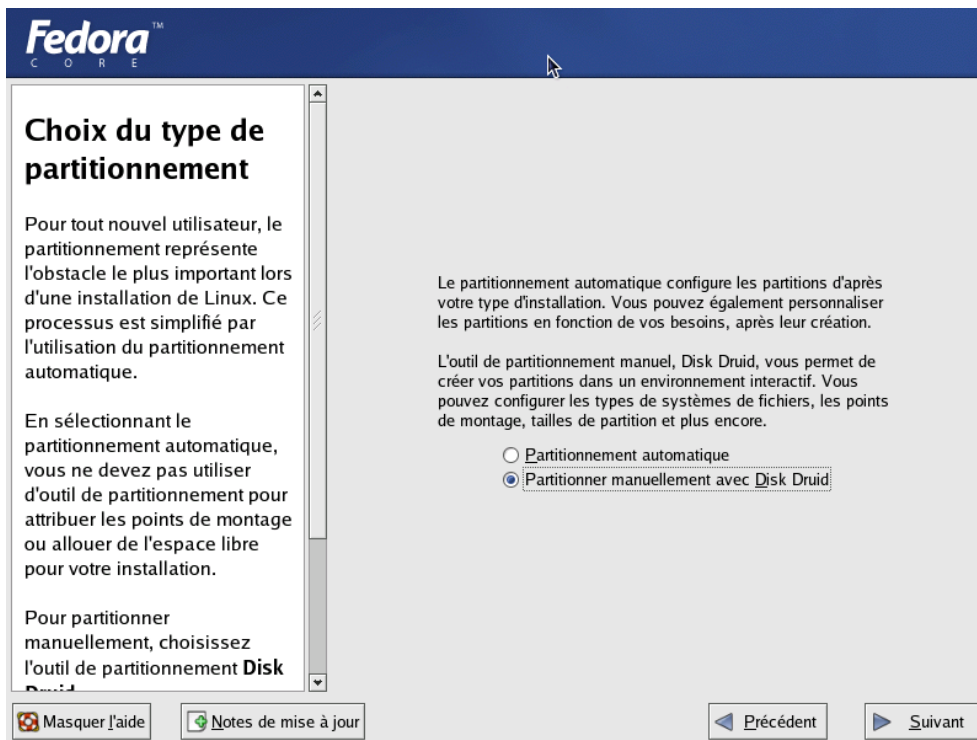 Fedora™
CORE
Choix du type de
partitionnement
Pour tout nouvel utilisateur, le
partitionnement représente
l'obstacle le plus important lors
d'une installation de Linux. Ce
processus est simplifié par
l'utilisation du partitionnement
automatique.
En sélectionnant le
partitionnement automatique,
vous ne devez pas utiliser
d'outil de partitionnement pour
attribuer les points de montage
ou allouer de l'espace libre
pour votre installation.
Pour partitionner
manuellement, choisissez
l'outil de partitionnement Disk
Druid
Le partitionnement automatique configure les partitions d'après
votre type d'installation. Vous pouvez également personnaliser
les partitions en fonction de vos besoins, après leur création.
L'outil de partitionnement manuel, Disk Druid, vous permet de
créer vos partitions dans un environnement interactif. Vous
pouvez configurer les types de systèmes de fichiers, les points
de montage, tailles de partition et plus encore.
Partitionnement automatique
Partitionner manuellement avec Disk Druid
Masquer l'aide
Notes de mise à jour
Précédent
Suivant